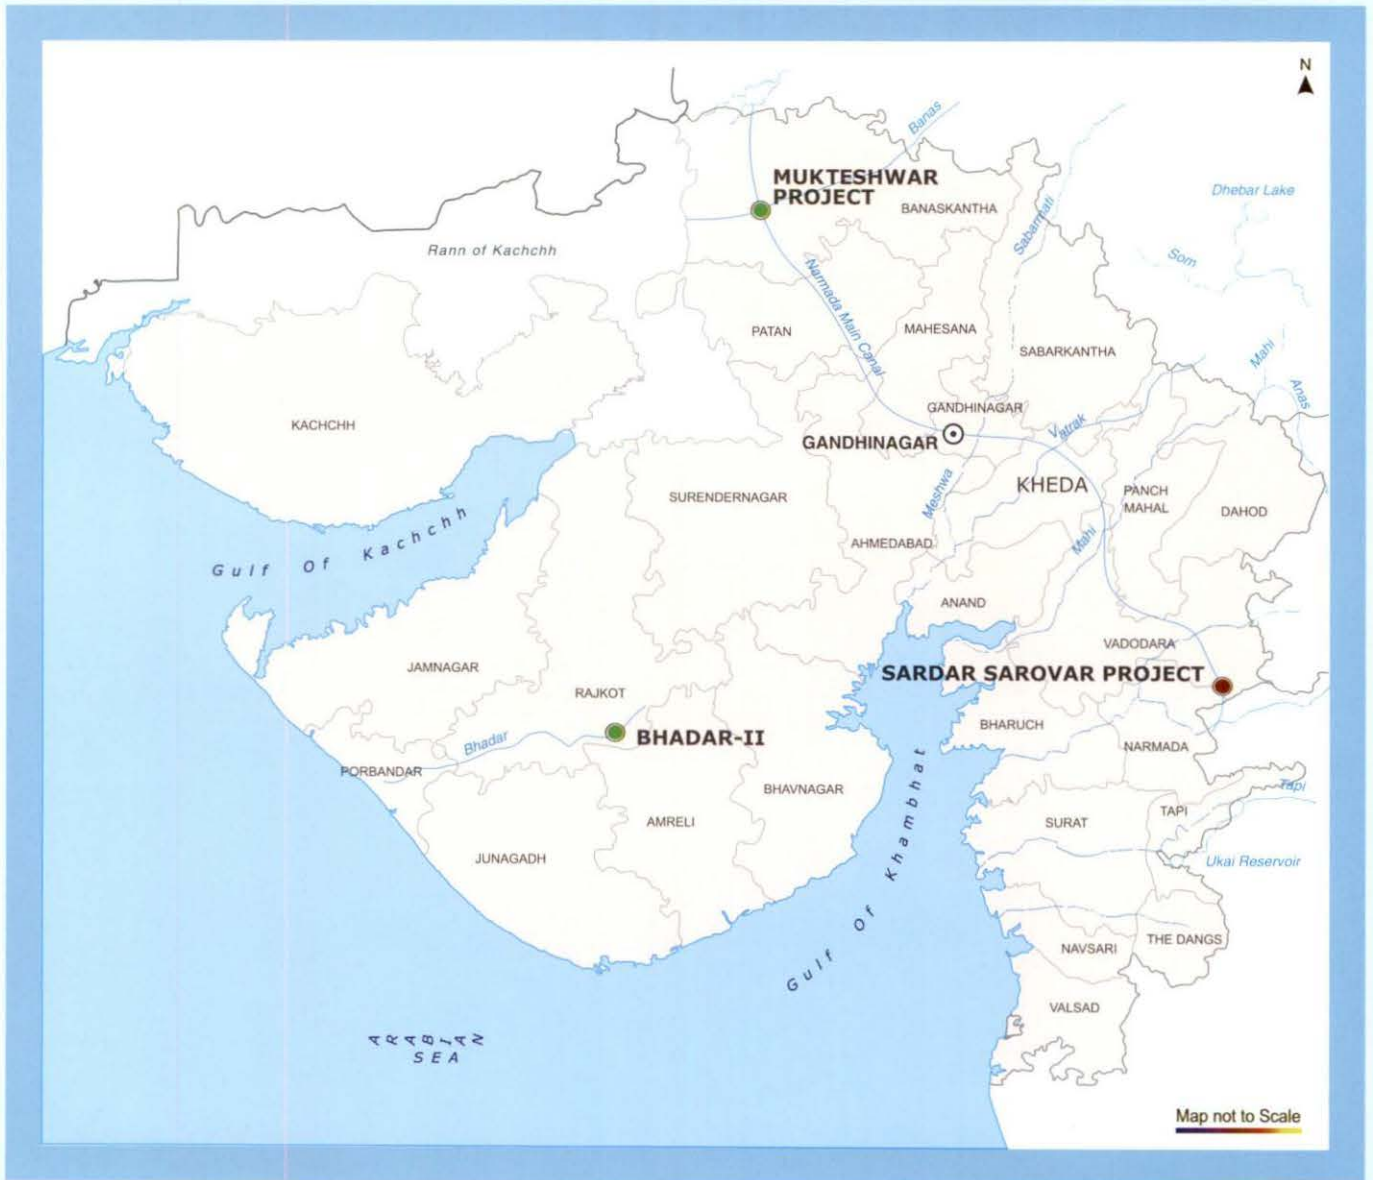 N
Banas
MUKTESHWAR
PROJECT
BANASKANTHA
Dhebar Lake
Sabarmati
Rann of Kachchh
Som
Narmada Main Canal
PATAN
MAHESANA
SABARKANTHA
Mahi
Anas
GANDHINAGAR
KACHCHH
Vatrak
GANDHINAGAR
KHEDA
Meshwa
SURENDERNAGAR
PANCH
MAHAL
DAHOD
Gulf Of Kachchh
AHMEDABAD
Mahi
ANAND
VADODARA
JAMNAGAR
SARDAR SAROVAR PROJECT
RAJKOT
BHARUCH
BHADAR-II
Bhadar
NARMADA
PORBANDAR
BHAVNAGAR
Tapi
AMRELI
SURAT
TAPI
JUNAGADH
Ukai Reservoir
Gulf Of Khambhat
NAVSARI
THE DANGS
VALSAD
ARABIAN
SEA
Map not to Scale